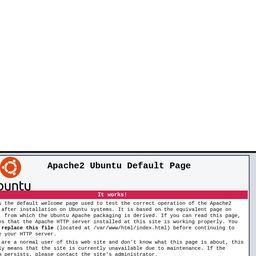 Apache2 Ubuntu Default Page
buntu
It works!
the default welcome page used to test the correct operation of the Apache2
after installation on Ubuntu systems. It is based on the equivalent page on
from which the Ubuntu Apache packaging is derived. If you can read this page,
that the Apache HTTP server installed at this site is working properly. You
replace this file (located at /var/www/html/index.html) before continuing to
your HTTP server.
are a normal user of this web site and don't know what this page is about, this
means that the site is currently unavailable due to maintenance. If the
persists, please contact the site's administrator.